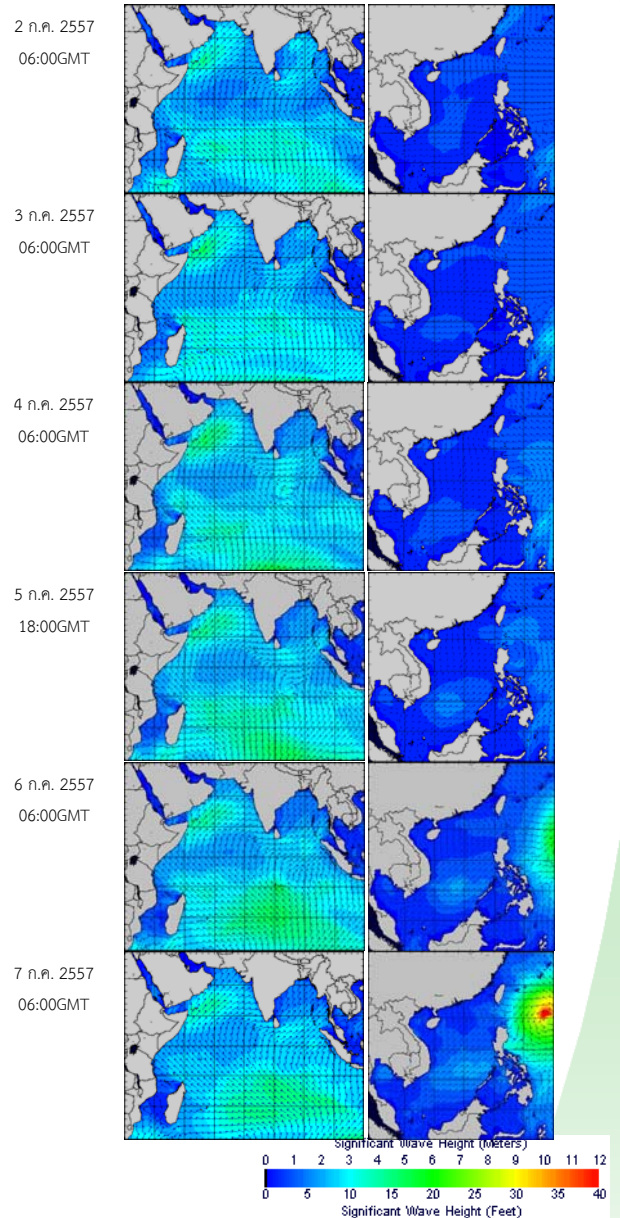 2 ก.ค. 2557
06:00GMT
3 ก.ค. 2557
06:00GMT
4 ก.ค. 2557
06:00GMT
5 ก.ค. 2557
18:00GMT
6 ก.ค. 2557
06:00GMT
7 ก.ค. 2557
06:00GMT
Significant Wave Height (Meters)
0 1 2 3 4 5 6 7 8 9 10 11 12
0 5 10 15 20 25 30 35 40
Significant Wave Height (Feet)